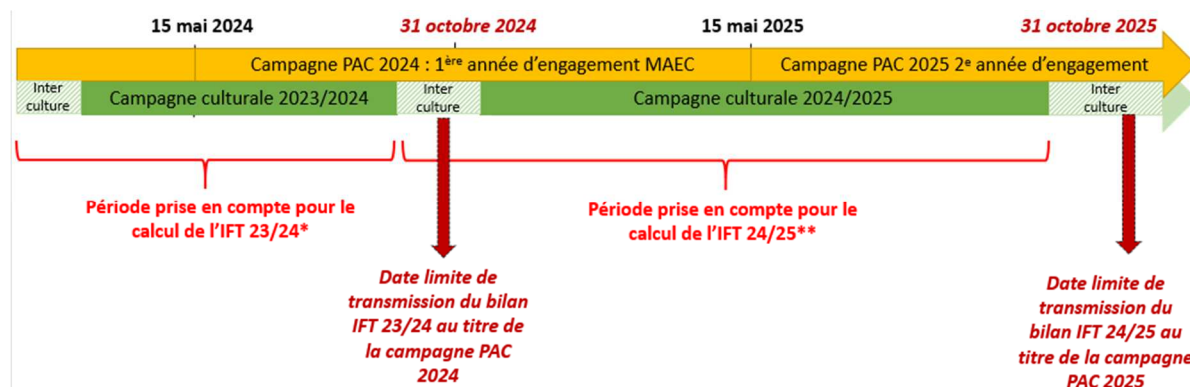 15 mai 2024
31 octobre 2024
15 mai 2025
31 octobre 2025
Campagne PAC 2024 : 1ère année d'engagement MAEC
Campagne PAC 2025 2e année d'engagement
Inter
culture
Campagne culturale 2023/2024
Inter
culture
Campagne culturale 2024/2025
Inter
culture
Période prise en compte pour le
calcul de l'IFT 23/24*
Période prise en compte pour le
calcul de l'IFT 24/25**
Date limite de
transmission du bilan
IFT 23/24 au titre de
la campagne PAC
2024
Date limite de
transmission du
bilan IFT 24/25 au
titre de la campagne
PAC 2025